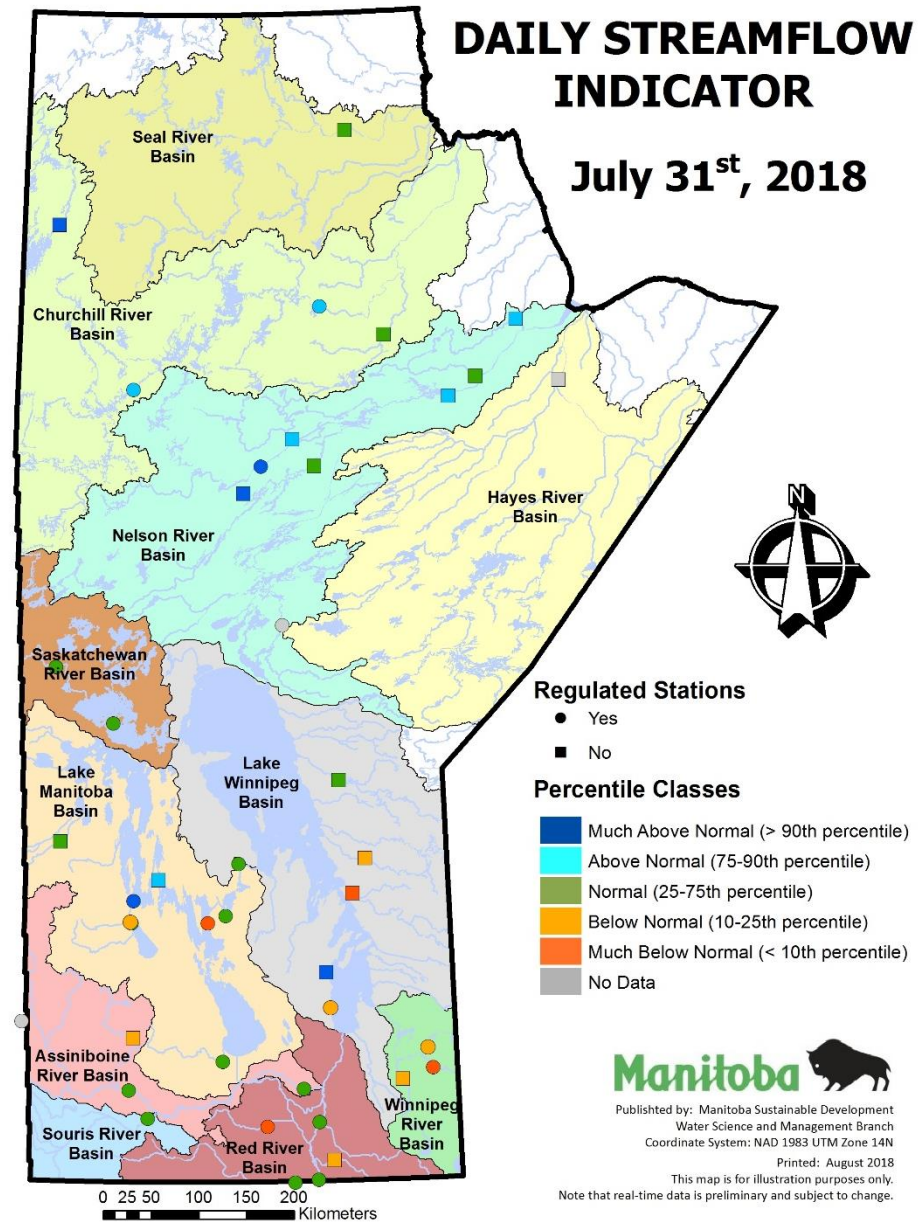 DAILY STREAMFLOW
INDICATOR
July 31st, 2018
Seal River
Basin
Churchill River
Basin
Hayes River
Basin
Nelson River
Basin
N
Saskatchewan
River Basin
Lake
Manitoba
Basin
Lake
Winnipeg
Basin
Assiniboine
River Basin
Souris River
Basin
Red River
Basin
Winnipeg
River
Basin
Regulated Stations
Yes
No
Percentile Classes
Much Above Normal (> 90th percentile)
Above Normal (75-90th percentile)
Normal (25-75th percentile)
Below Normal (10-25th percentile)
Much Below Normal (< 10th percentile)
No Data
Manitoba
Published by: Manitoba Sustainable Development
Water Science and Management Branch
Coordinate System: NAD 1983 UTM Zone 14N
Printed: August 2018
This map is for illustration purposes only.
Note that real-time data is preliminary and subject to change.
0 25 50 100 150 200
Kilometers